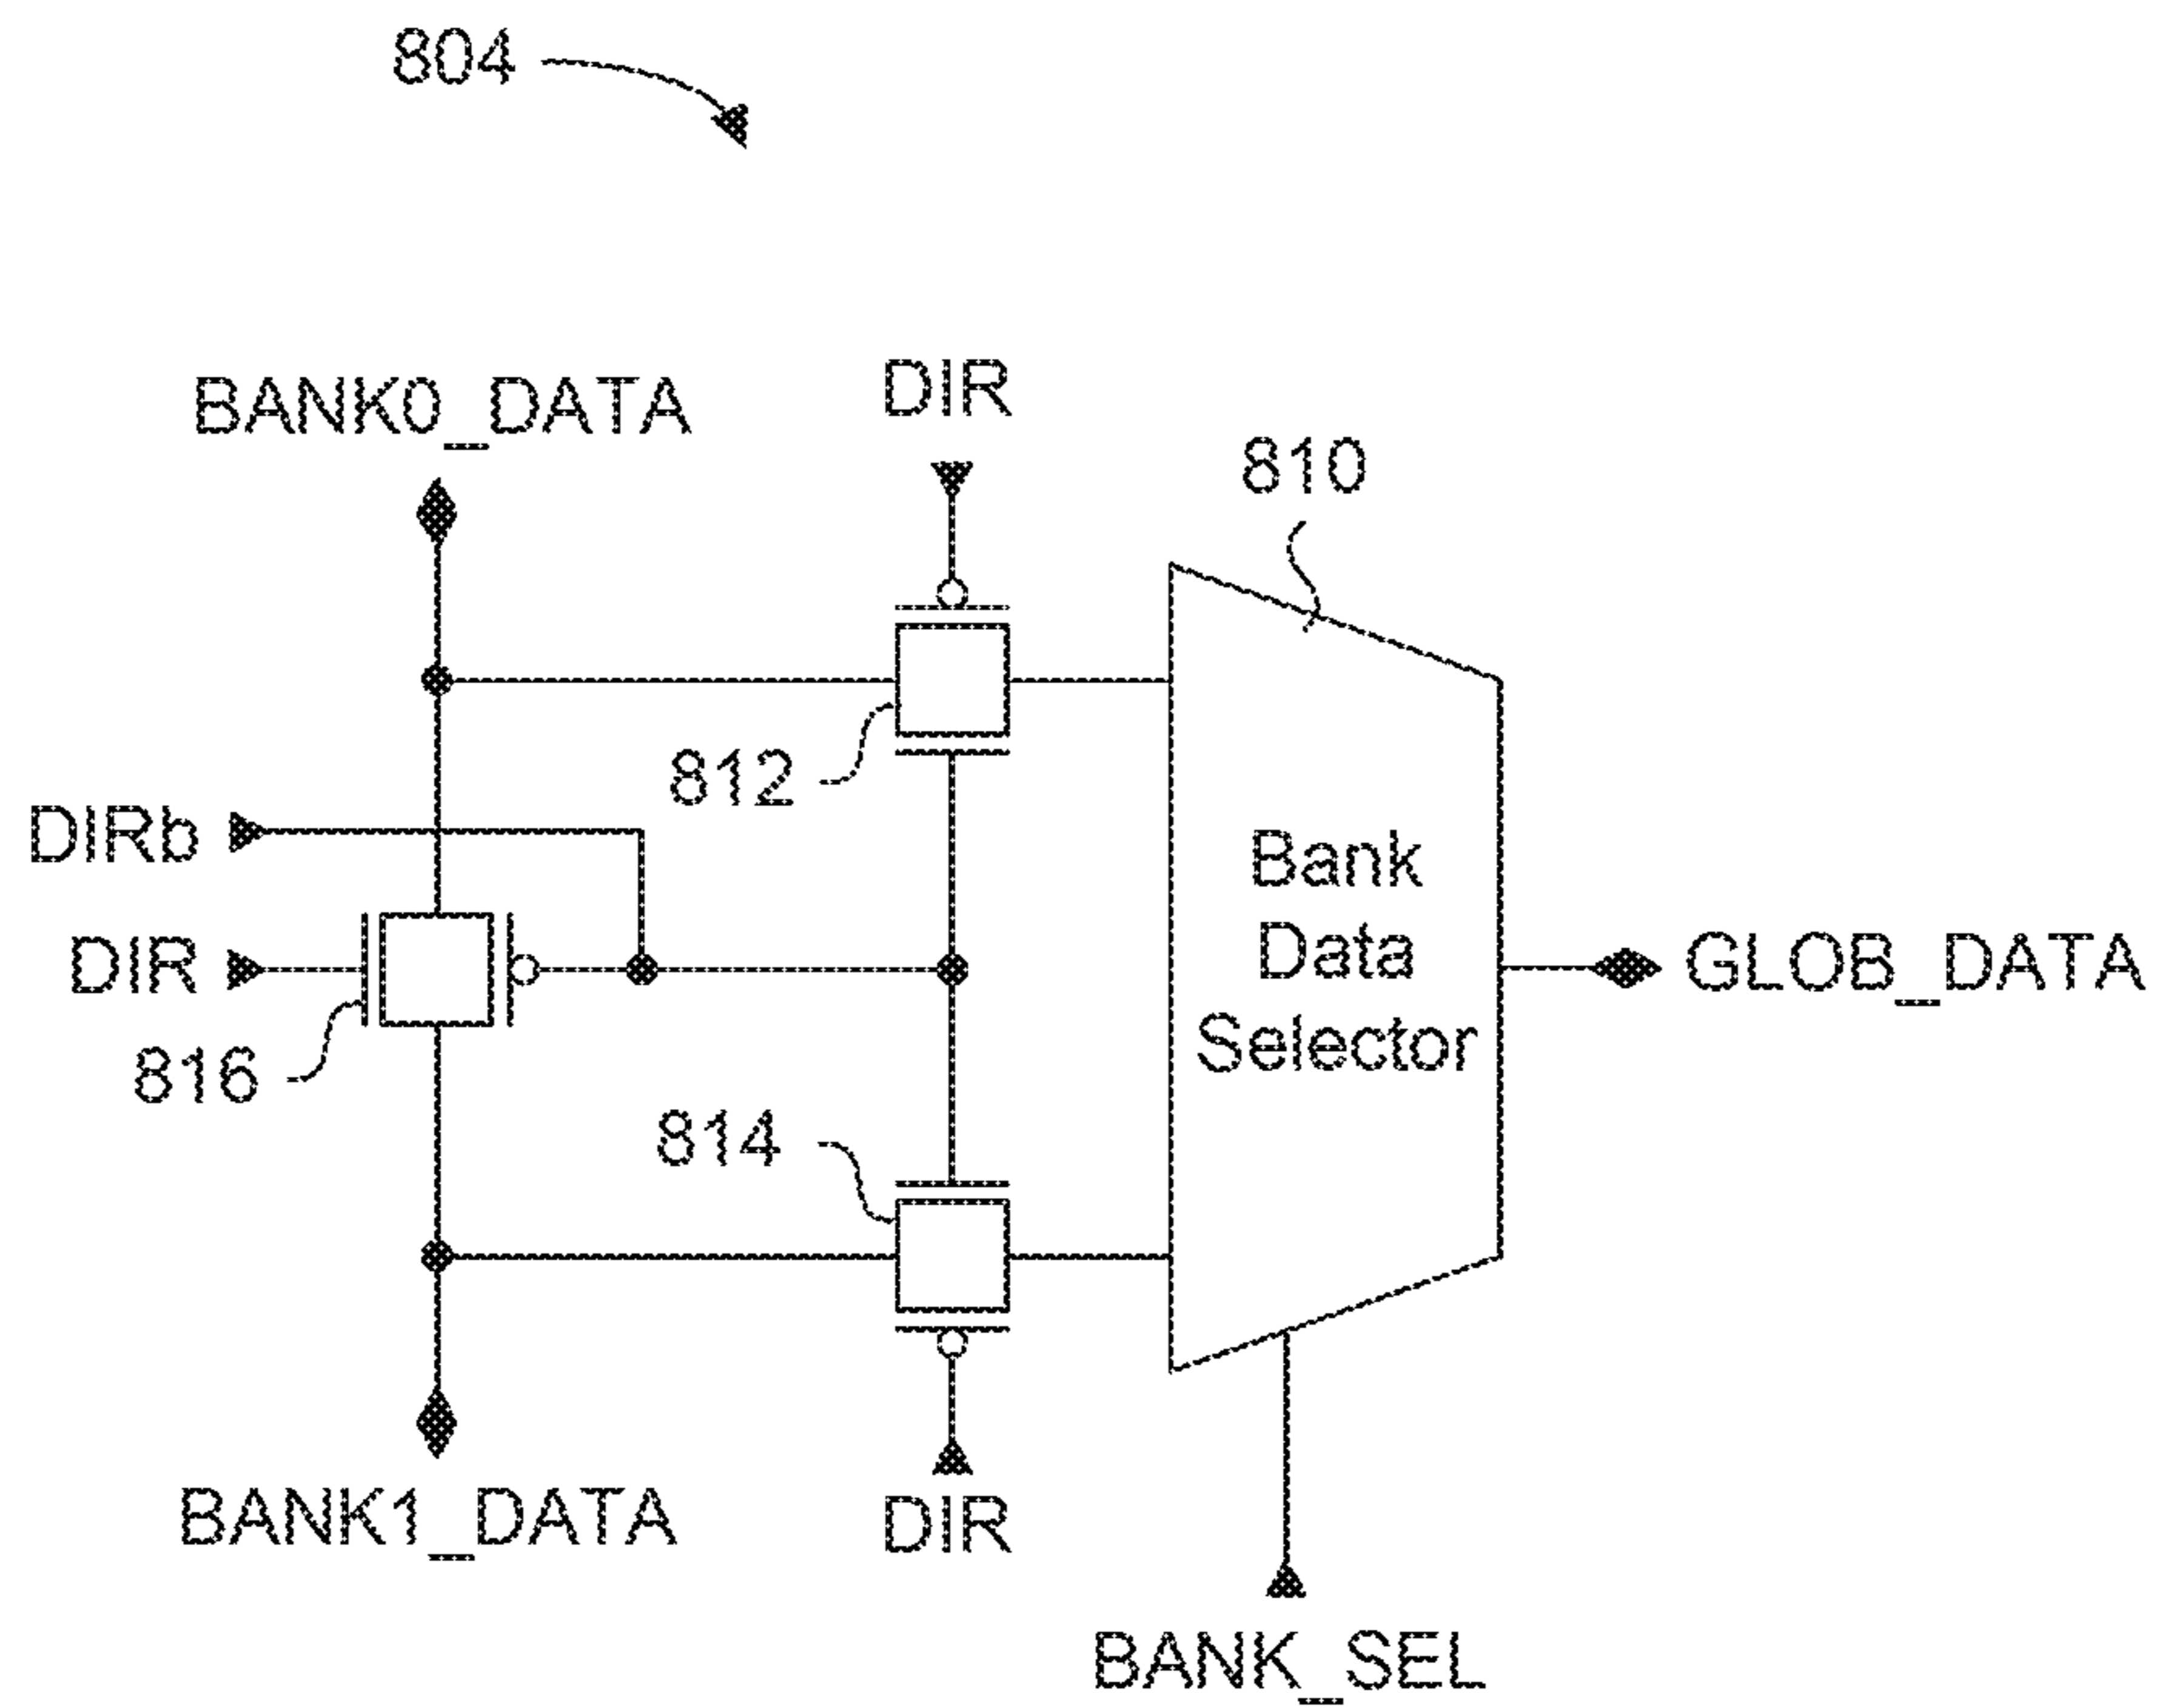 804
BANK0_DATA
DIR
810
812
DIRb
DIR
816
Bank
Data
Selector
GLOB_DATA
814
BANK1_DATA
DIR
BANK_SEL